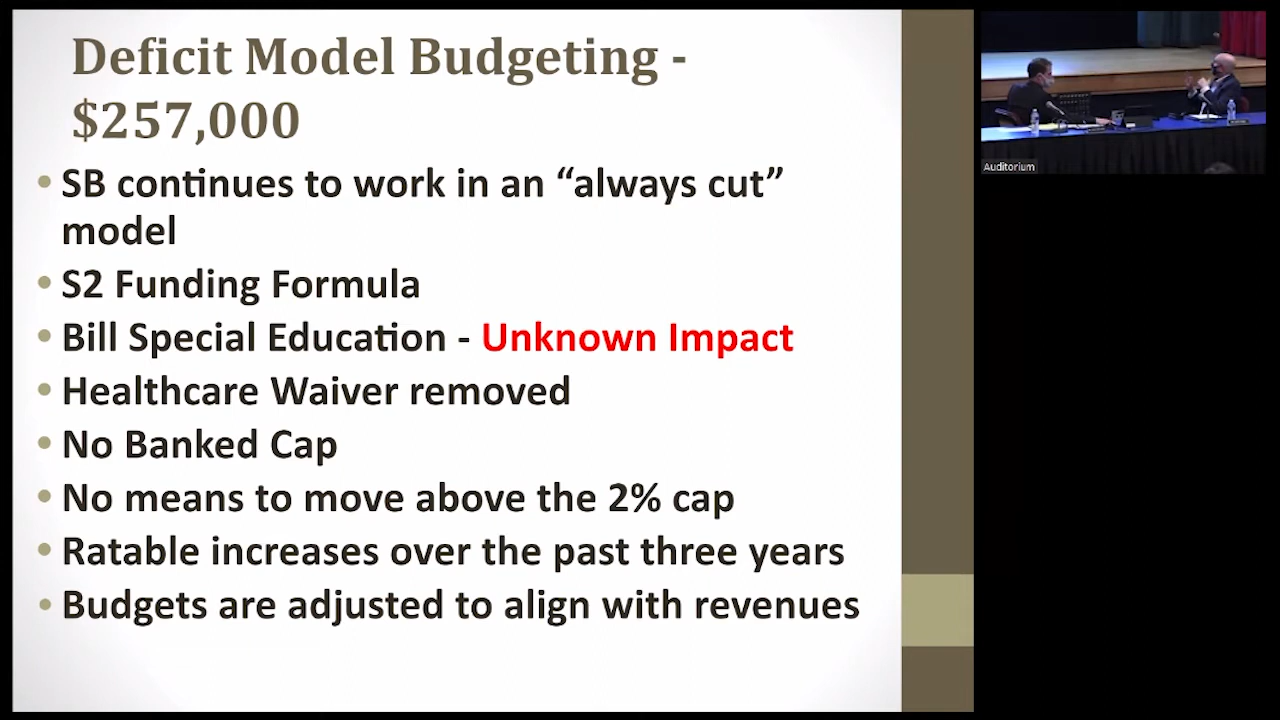 Deficit Model Budgeting -
$257,000
• SB continues to work in an “always cut”
model
• S2 Funding Formula
• Bill Special Education - Unknown Impact
• Healthcare Waiver removed
• No Banked Cap
• No means to move above the 2% cap
• Ratable increases over the past three years
• Budgets are adjusted to align with revenues
Auditorium